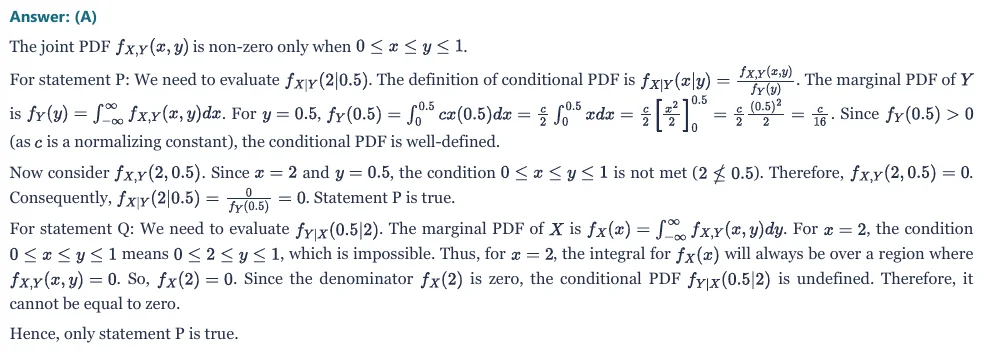 Answer: (A)
The joint PDF f_{X,Y}(x, y) is non-zero only when 0 ≤ x ≤ y ≤ 1.
For statement P: We need to evaluate f_{X|Y}(2|0.5). The definition of conditional PDF is f_{X|Y}(x|y) = \frac{f_{X,Y}(x,y)}{f_Y(y)}. The marginal PDF of Y
is f_Y(y) = ∫_{-∞}^{∞} f_{X,Y}(x, y)dx. For y = 0.5, f_Y(0.5) = ∫_0^{0.5} cx(0.5)dx = \frac{c}{2} ∫_0^{0.5} xdx = \frac{c}{2} [\frac{x^2}{2}]_0^{0.5} = \frac{c}{2} \frac{(0.5)^2}{2} = \frac{c}{16}. Since f_Y(0.5) > 0
(as c is a normalizing constant), the conditional PDF is well-defined.
Now consider f_{X,Y}(2, 0.5). Since x = 2 and y = 0.5, the condition 0 ≤ x ≤ y ≤ 1 is not met (2 ≰ 0.5). Therefore, f_{X,Y}(2, 0.5) = 0.
Consequently, f_{X|Y}(2|0.5) = \frac{0}{f_Y(0.5)} = 0. Statement P is true.
For statement Q: We need to evaluate f_{Y|X}(0.5|2). The marginal PDF of X is f_X(x) = ∫_{-∞}^{∞} f_{X,Y}(x, y)dy. For x = 2, the condition
0 ≤ x ≤ y ≤ 1 means 0 ≤ 2 ≤ y ≤ 1, which is impossible. Thus, for x = 2, the integral for f_X(x) will always be over a region where
f_{X,Y}(x, y) = 0. So, f_X(2) = 0. Since the denominator f_X(2) is zero, the conditional PDF f_{Y|X}(0.5|2) is undefined. Therefore, it
cannot be equal to zero.
Hence, only statement P is true.